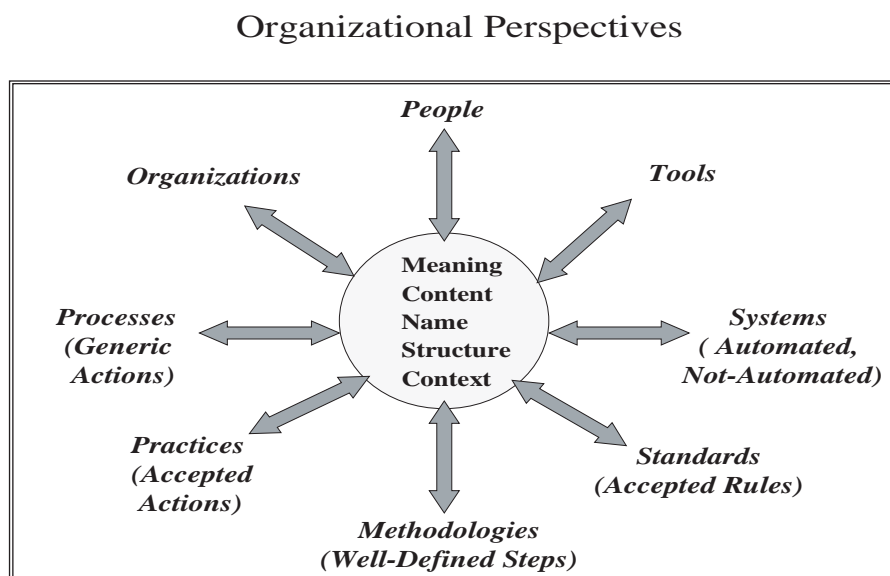 Organizational Perspectives
People
Organizations
Tools
Meaning
Content
Name
Structure
Context
Processes
(Generic
Actions)
Systems
( Automated,
Not-Automated)
Practices
(Accepted
Actions)
Standards
(Accepted Rules)
Methodologies
(Well-Defined Steps)